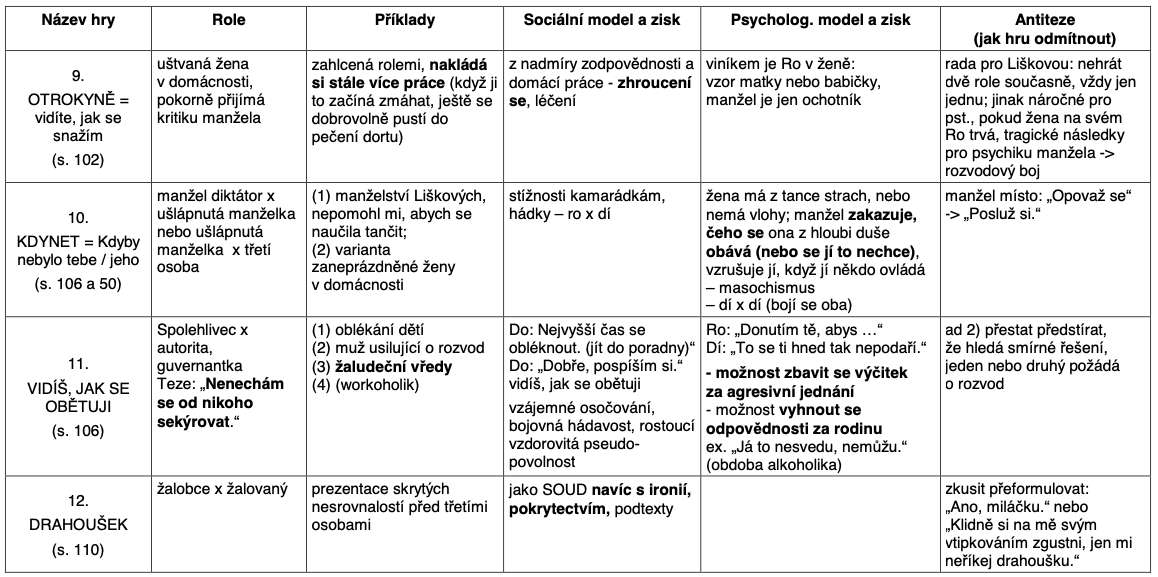 Název hry
Role
Příklady
Sociální model a zisk
Psycholog. model a zisk
Antiteze
(jak hru odmítnout)
9.
OTROKYNĚ =
vidíte, jak se
snažím
(s. 102)
uštvaná žena
v domácnosti,
pokorně přijímá
kritiku manžela
zahlcená rolemi, nakládá
si stále více práce (když ji
to začíná zmáhat, ještě se
dobrovolně pustí do
pečení dortu)
z nadmíry zodpovědnosti a
domácí práce - zhroucení
se, léčení
viníkem je Ro v ženě:
vzor matky nebo babičky,
manžel je jen ochotník
rada pro Liškovou: nehrát
dvě role současně, vždy jen
jednu; jinak náročné pro
pst., pokud žena na svém
Ro trvá, tragické následky
pro psychiku manžela ->
rozvodový boj
10.
KDYNET = Kdyby
nebylo tebe / jeho
(s. 106 a 50)
manžel diktátor x
ušlápnutá manželka
nebo ušlápnutá
manželka x třetí
osoba
(1) manželství Liškových,
nepomohl mi, abych se
naučila tančit;
(2) varianta
zaneprázdněné ženy
v domácnosti
stížnosti kamarádkám,
hádky – ro x dí
žena má z tance strach, nebo
nemá vlohy; manžel zakazuje,
čeho se ona z hloubi duše
obává (nebo se jí to nechce),
vzrušuje jí, když jí někdo ovládá
– masochismus
– dí x dí (bojí se oba)
manžel místo: „Opovaž se“
-> „Posluž si.“
11.
VIDÍŠ, JAK SE
OBĚTUJI
(s. 106)
Spolehlivec x
autorita,
guvernantka
Teze: „Nenechám
se od nikoho
sekýrovat.“
(1) oblékání dětí
(2) muž usilující o rozvod
(3) žaludeční vředy
(4) (workoholik)
Do: Nejvyšší čas se
obléknout. (jít do poradny)“
Do: „Dobře, pospíším si.“
vidíš, jak se obětuji
vzájemné osočování,
bojovná hádavost, rostoucí
vzdorovitá pseudo-
povolnost
Ro: „Donutím tě, abys …“
Dí: „To se ti hned tak nepodaří.“
- možnost zbavit se výčitek
za agresivní jednání
- možnost vyhnout se
odpovědnosti za rodinu
ex. „Já to nesvedu, nemůžu.“
(obdoba alkoholika)
ad 2) přestat předstírat,
že hledá smírné řešení,
jeden nebo druhý požádá
o rozvod
12.
DRAHOUŠEK
(s. 110)
žalobce x žalovaný
prezentace skrytých
nesrovnalostí před třetími
osobami
jako SOUD navíc s ironií,
pokrytectvím, podtexty
zkusit přeformulovat:
„Ano, miláčku.“ nebo
„Klidně si na mě svým
vtipkováním zgustni, jen mi
neříkej drahoušku.“